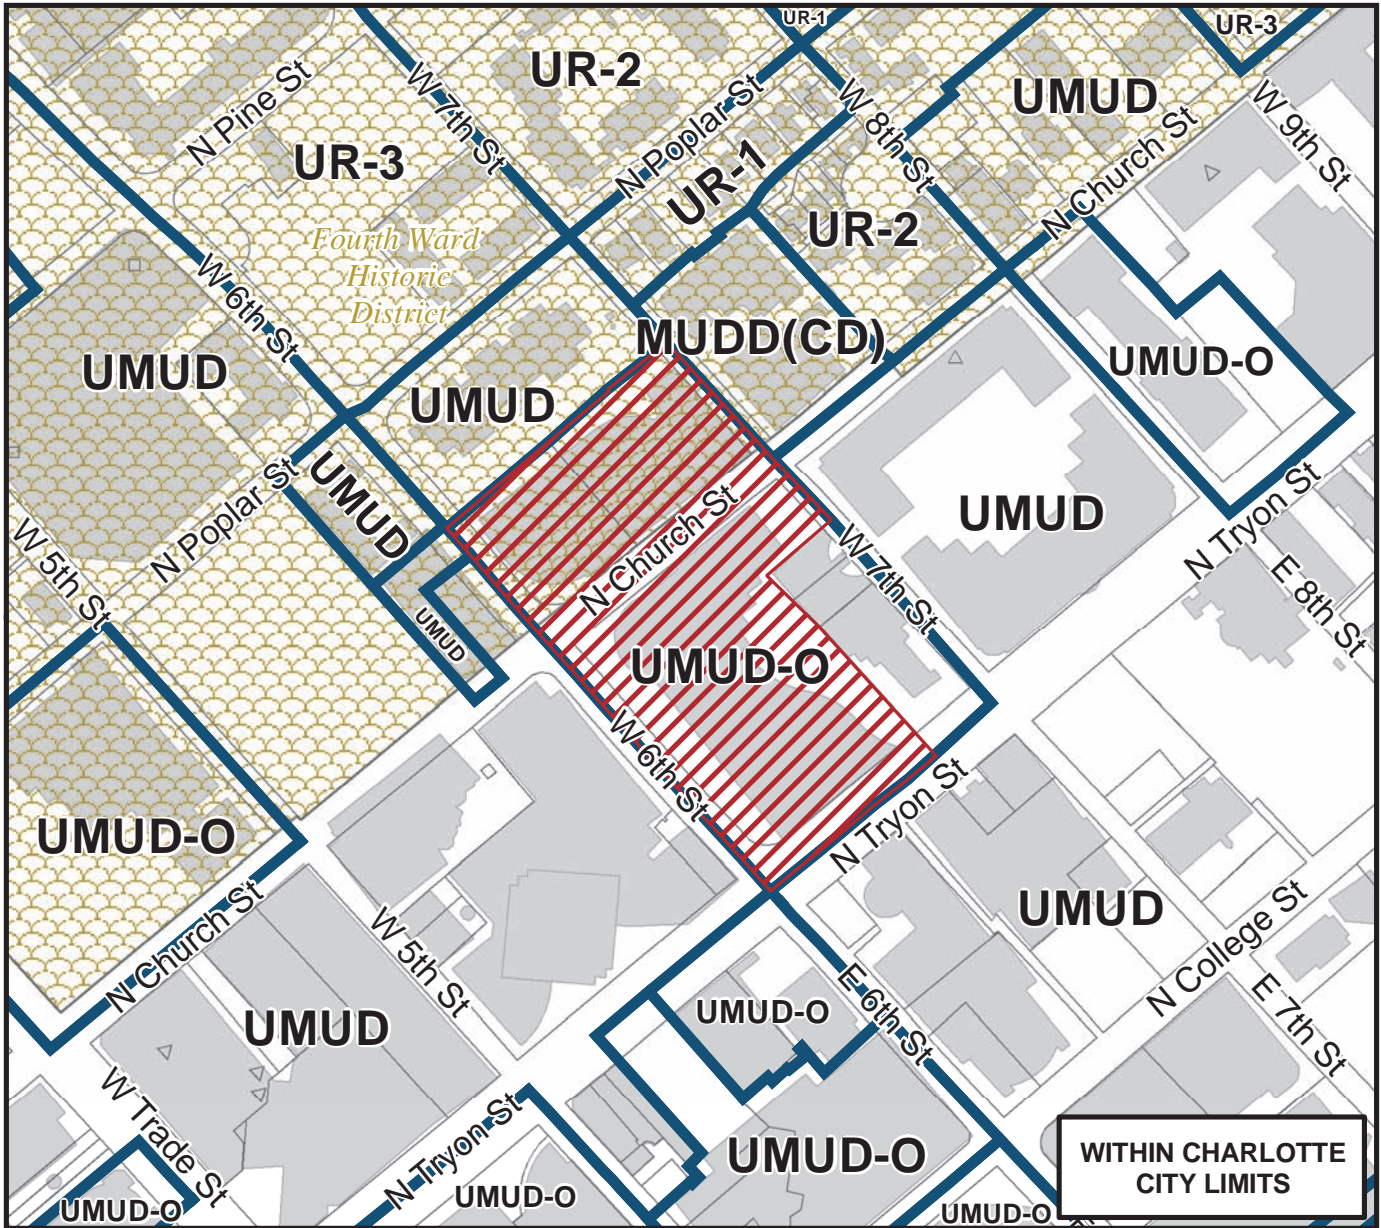 UR-1
UR-3
UR-2
UMUD
N Pine St
W 7th St
N Poplar St
W 8th St
W 9th St
N Church St
UR-3
UR-1
UR-2
Fourth Ward
Historic
District
W 6th St
MUDD(CD)
UMUD
UMUD
UMUD-O
UMUD
UMUD
N Poplar St
W 5th St
N Church St
W 7th St
N Tryon St
E 8th St
UMUD
UMUD-O
W 6th St
N Tryon St
UMUD-O
UMUD
N Church St
W 5th St
N College St
E 6th St
E 7th St
UMUD
UMUD-O
W Trade St
N Tryon St
UMUD-O
UMUD-O
UMUD-O
UMUD-O
WITHIN CHARLOTTE
CITY LIMITS